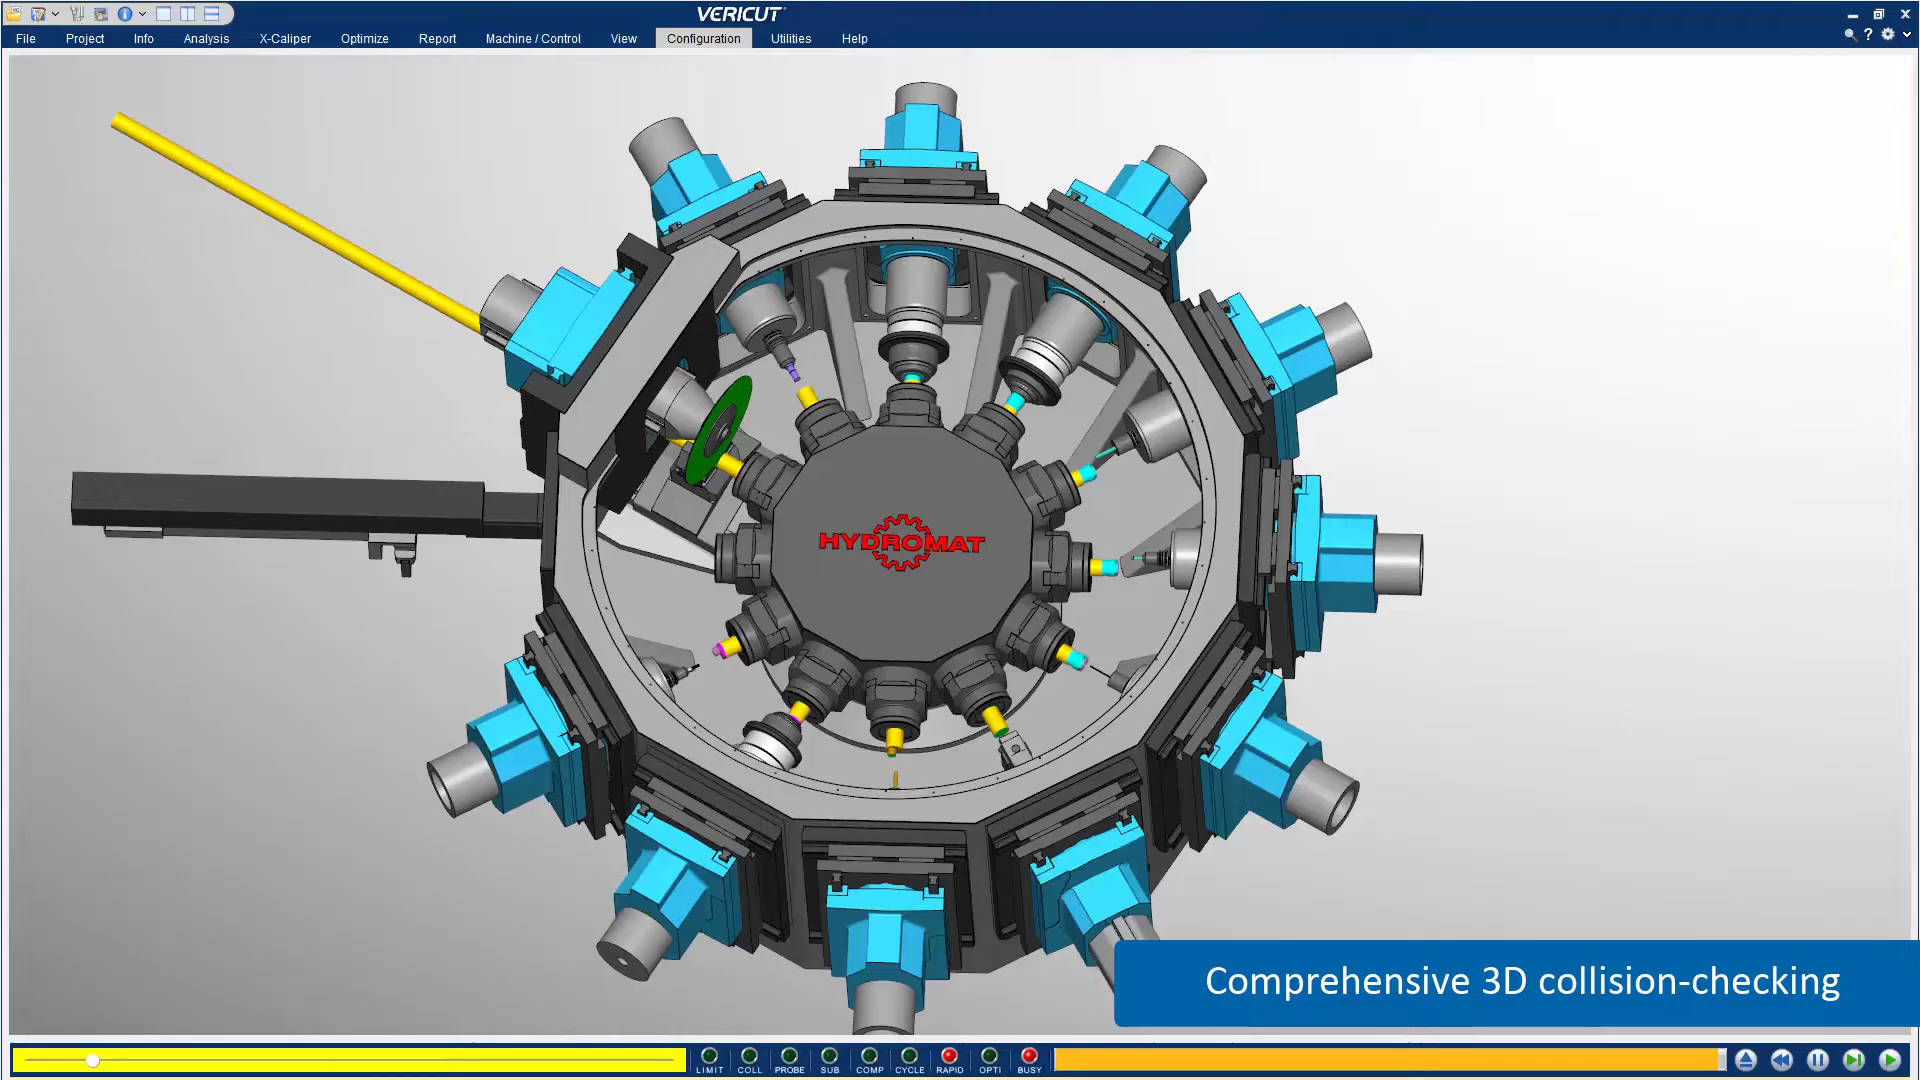 VERICUT
File Project Info Analysis X-Caliper Optimize Report Machine / Control View Configuration Utilities Help
HYDROMAT
Comprehensive 3D collision-checking
LIMIT COLL PROBE SUB COMP CYCLE RAPID OPTI BUSY